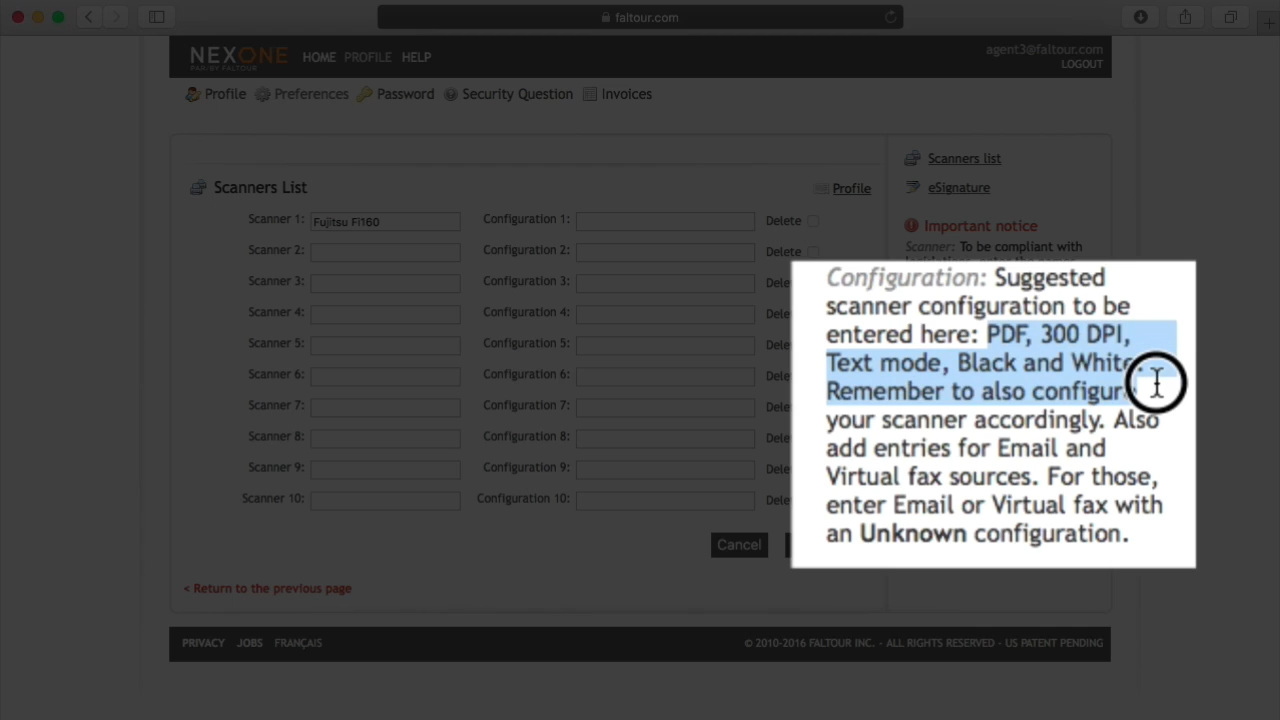 faltour.com
NEXONE
PAR/BY FALTOUR
HOME PROFILE HELP
agent3@faltour.com
LOGOUT
Profile Preferences Password Security Question Invoices
Scanners List
Profile
Scanner 1: Fujitsu Fi160 Configuration 1: Delete
Scanner 2: Configuration 2: Delete
Scanner 3: Configuration 3:
Scanner 4: Configuration 4:
Scanner 5: Configuration 5:
Scanner 6: Configuration 6:
Scanner 7: Configuration 7:
Scanner 8: Configuration 8:
Scanner 9: Configuration 9:
Scanner 10: Configuration 10:
Cancel
< Return to the previous page
Scanners list
eSignature
Important notice
Scanner: To be compliant with
Configuration: Suggested
scanner configuration to be
entered here: PDF, 300 DPI,
Text mode, Black and White.
Remember to also configure
your scanner accordingly. Also
add entries for Email and
Virtual fax sources. For those,
enter Email or Virtual fax with
an Unknown configuration.
PRIVACY JOBS FRANÇAIS
© 2010-2016 FALTOUR INC. - ALL RIGHTS RESERVED - US PATENT PENDING